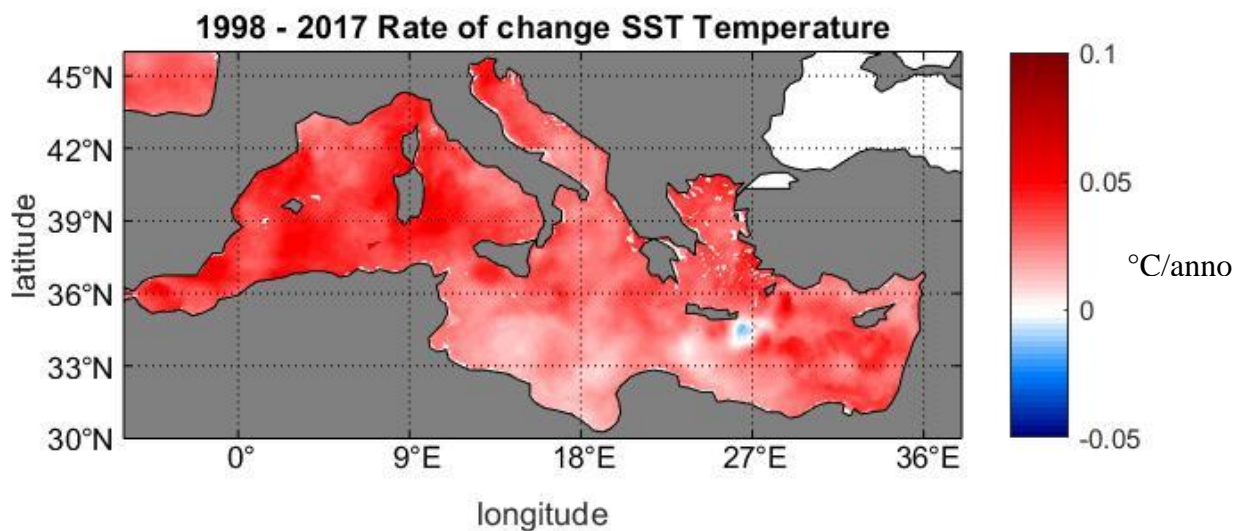 1998 - 2017 Rate of change SST Temperature
45°N
42°N
39°N
36°N
33°N
30°N
latitude
0°
9°E
18°E
27°E
36°E
longitude
0.1
0.05
0
-0.05
°C/anno